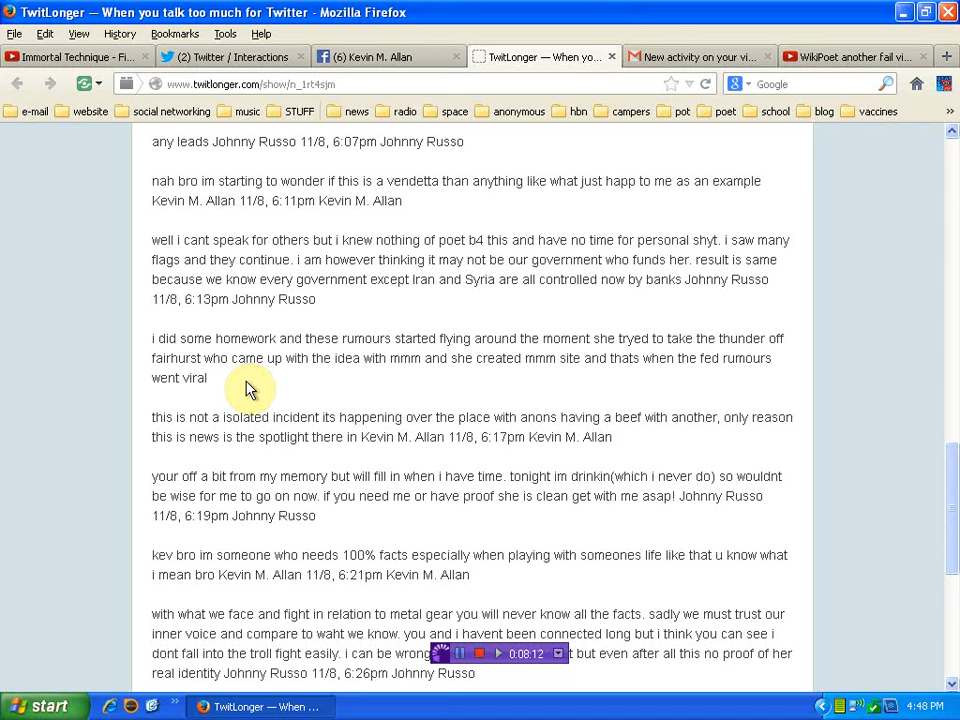 TwitLonger — When you talk too much for Twitter - Mozilla Firefox
File Edit View History Bookmarks Tools Help
Immortal Technique - Fi... (2) Twitter / Interactions (6) Kevin M. Allan TwitLonger — When yo... New activity on your vi... WikiPoet another fail vi...
www.twitlonger.com/show/n_1rt4sjm Google
e-mail website social networking music STUFF news radio space anonymous hbn campers pot poet school blog vaccines
any leads Johnny Russo 11/8, 6:07pm Johnny Russo
nah bro im starting to wonder if this is a vendetta than anything like what just happ to me as an example
Kevin M. Allan 11/8, 6:11pm Kevin M. Allan
well i cant speak for others but i knew nothing of poet b4 this and have no time for personal shyt. i saw many
flags and they continue. i am however thinking it may not be our government who funds her. result is same
because we know every government except Iran and Syria are all controlled now by banks Johnny Russo
11/8, 6:13pm Johnny Russo
i did some homework and these rumours started flying around the moment she tryed to take the thunder off
fairhurst who came up with the idea with mmm and she created mmm site and thats when the fed rumours
went viral
this is not a isolated incident its happening over the place with anons having a beef with another, only reason
this is news is the spotlight there in Kevin M. Allan 11/8, 6:17pm Kevin M. Allan
your off a bit from my memory but will fill in when i have time. tonight im drinkin(which i never do) so wouldnt
be wise for me to go on now. if you need me or have proof she is clean get with me asap! Johnny Russo
11/8, 6:19pm Johnny Russo
kev bro im someone who needs 100% facts especially when playing with someones life like that u know what
i mean bro Kevin M. Allan 11/8, 6:21pm Kevin M. Allan
with what we face and fight in relation to metal gear you will never know all the facts. sadly we must trust our
inner voice and compare to waht we know. you and i havent been connected long but i think you can see i
dont fall into the troll fight easily. i can be wrong 0:08:12 t but even after all this no proof of her
real identity Johnny Russo 11/8, 6:26pm Johnny Russo
start TwitLonger — When ... 4:48 PM